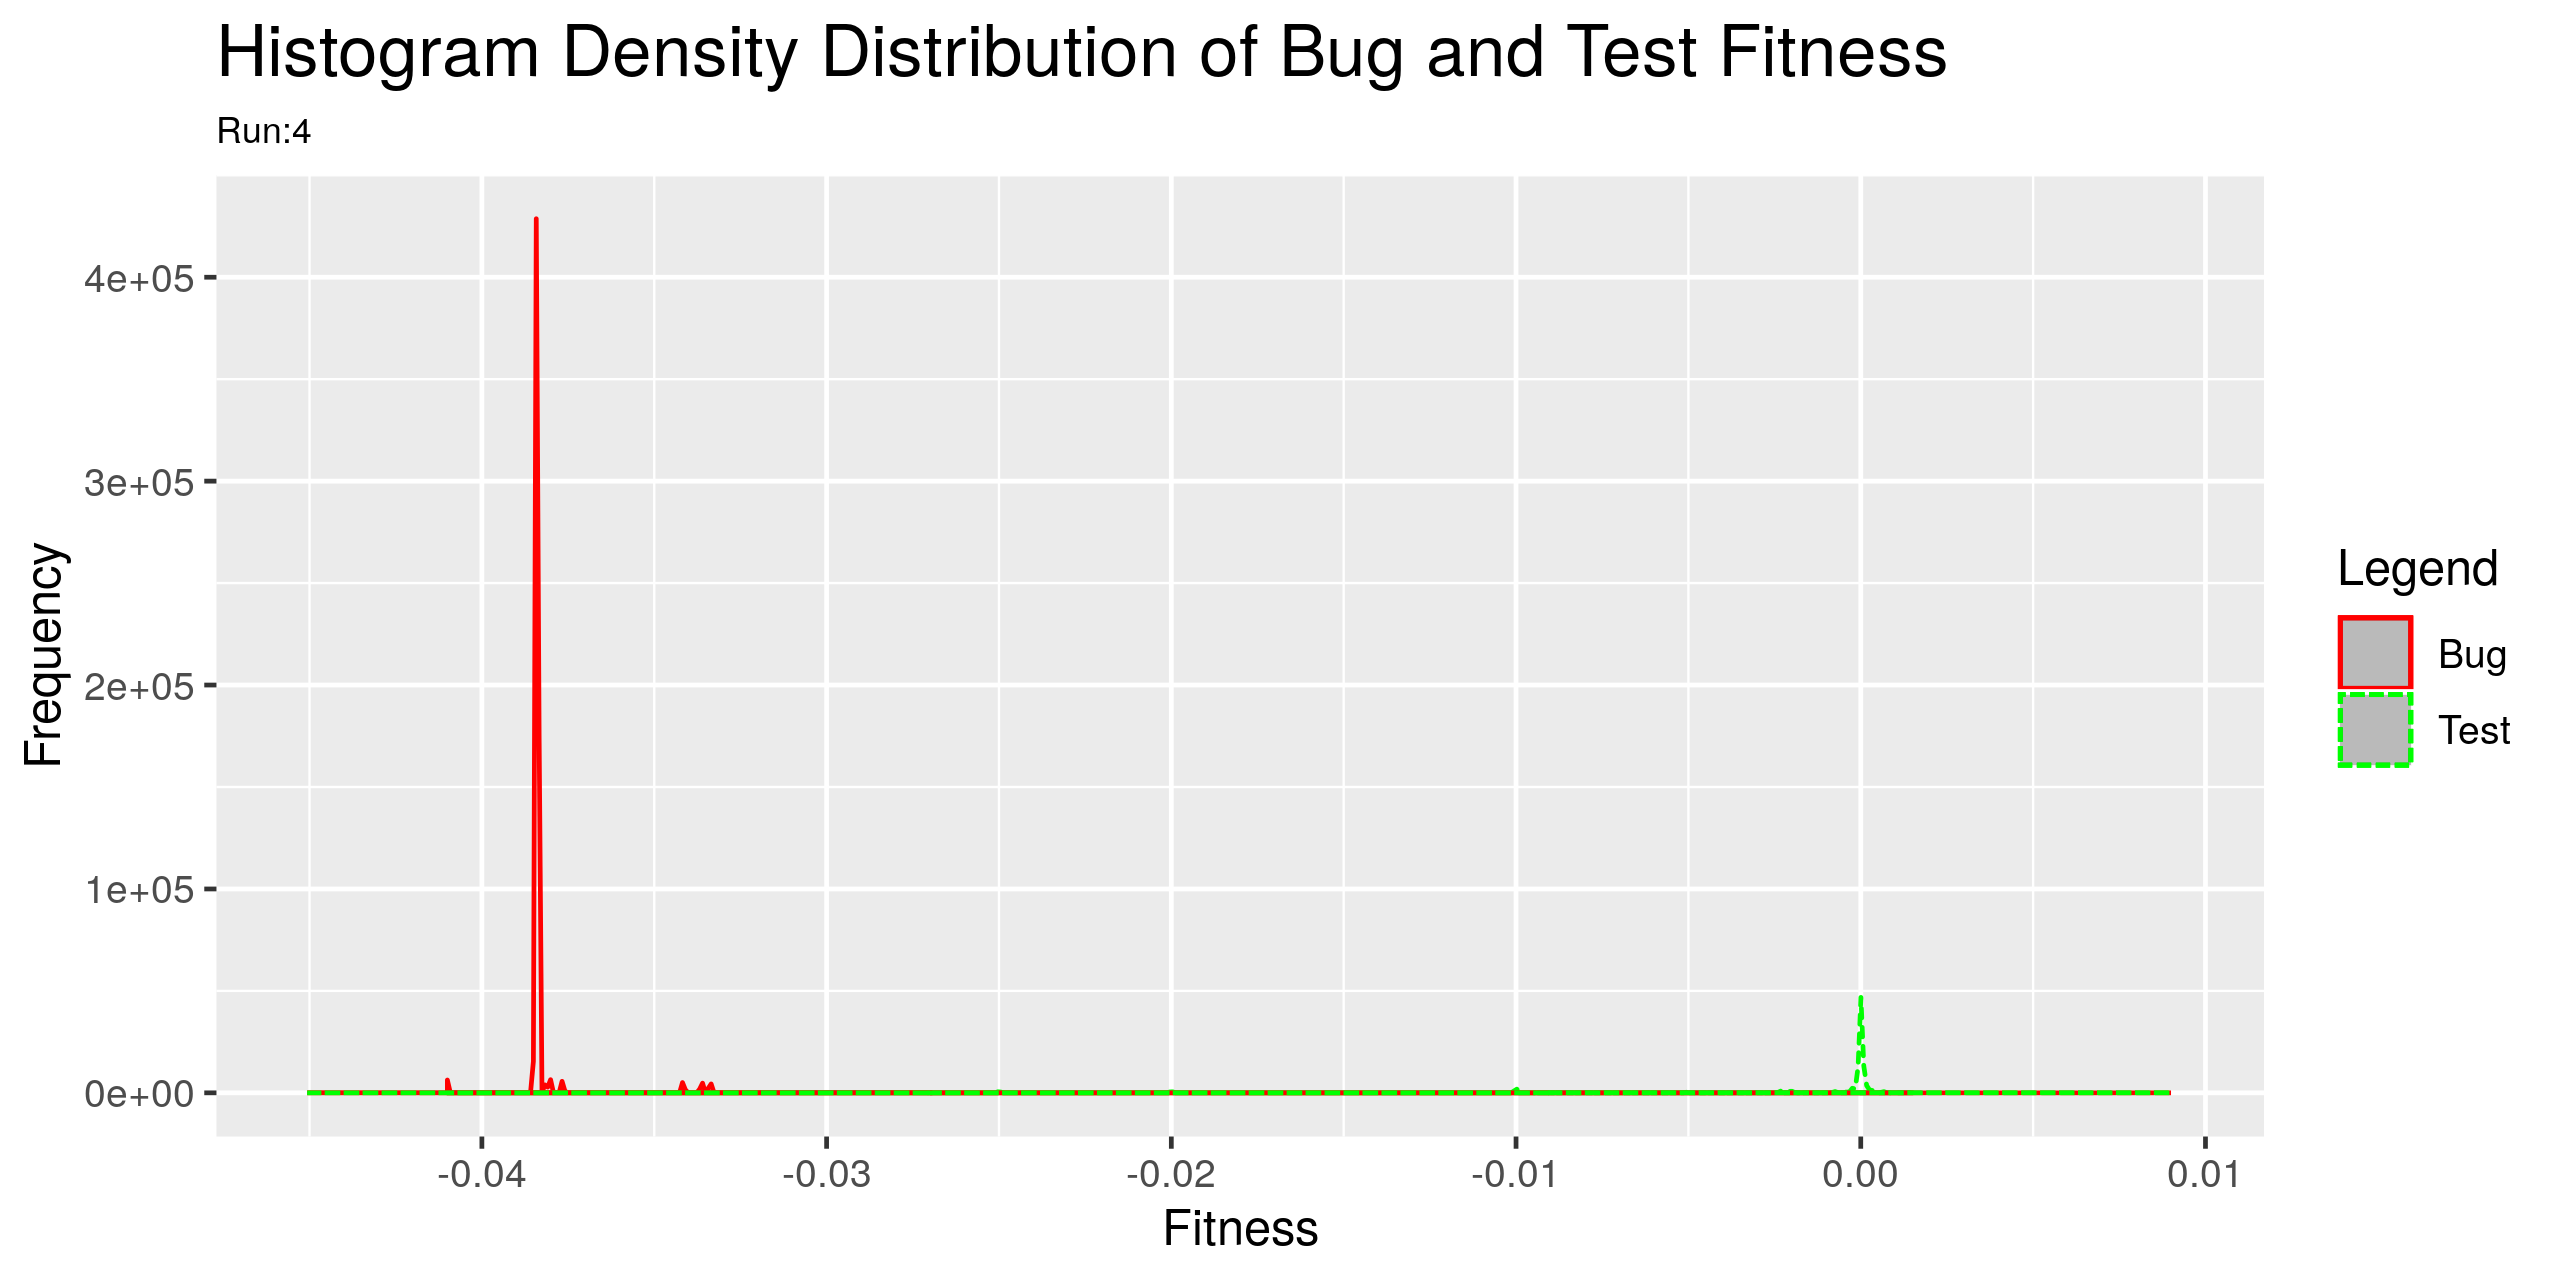 Histogram Density Distribution of Bug and Test Fitness
Run:4
Frequency
4e+05
3e+05
2e+05
1e+05
0e+00
-0.04
-0.03
-0.02
-0.01
0.00
0.01
Fitness
Legend
Bug
Test